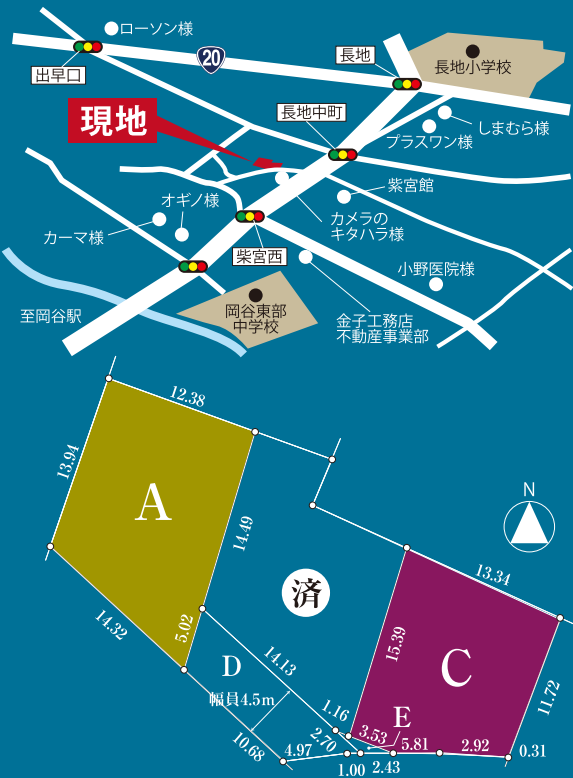 ローソン様
20
出早口
長地
長地小学校
現地
長地中町
しまむら様
プラスワン様
紫宮館
オギノ様
カメラの
キタハラ様
カーマ様
柴宮西
小野医院様
岡谷東部
中学校
至岡谷駅
金子工務店
不動産事業部
12.38
13.94
A
14.49
N
13.34
済
14.32
5.02
15.39
C
11.72
14.13
D
幅員4.5m
1.16
E
3.53
2.70
5.81
2.92
0.31
10.68
4.97
1.00
2.43